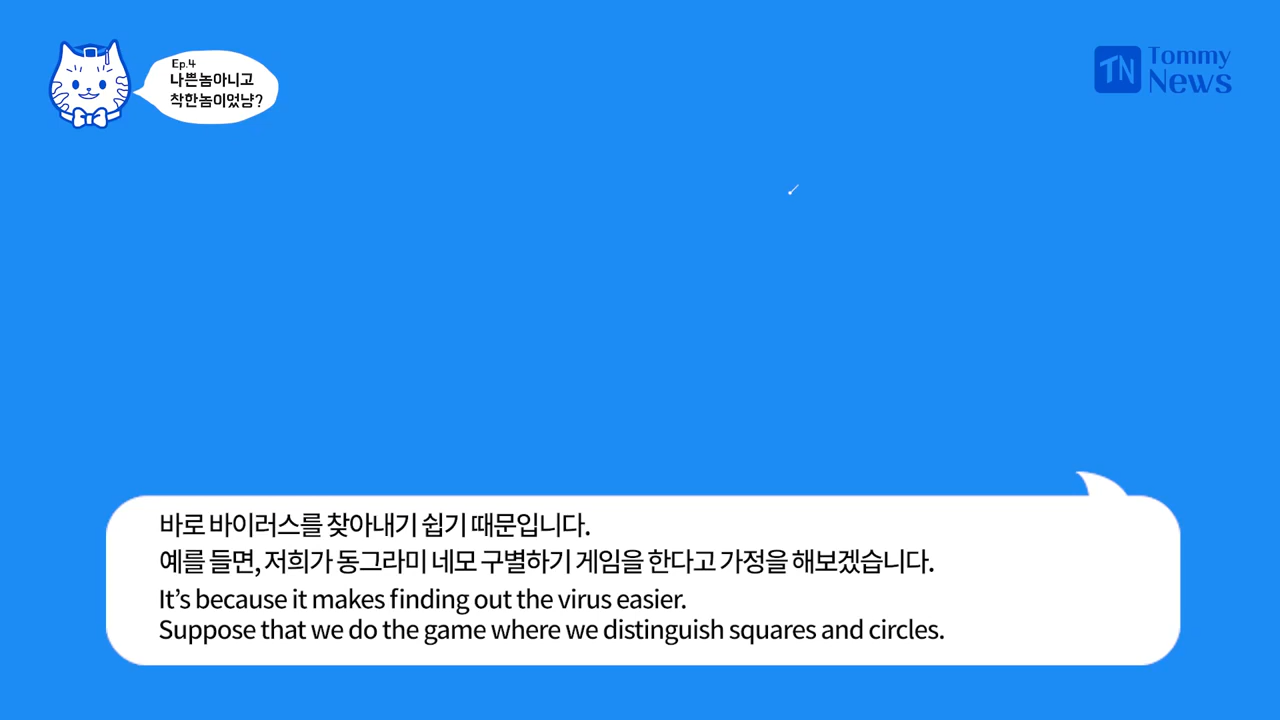 Ep.4
나쁜놈아니고
착한놈이었냥?
TN
Tommy
News
바로 바이러스를 찾아내기 쉽기 때문입니다.
예를 들면, 저희가 동그라미 네모 구별하기 게임을 한다고 가정을 해보겠습니다.
It's because it makes finding out the virus easier.
Suppose that we do the game where we distinguish squares and circles.